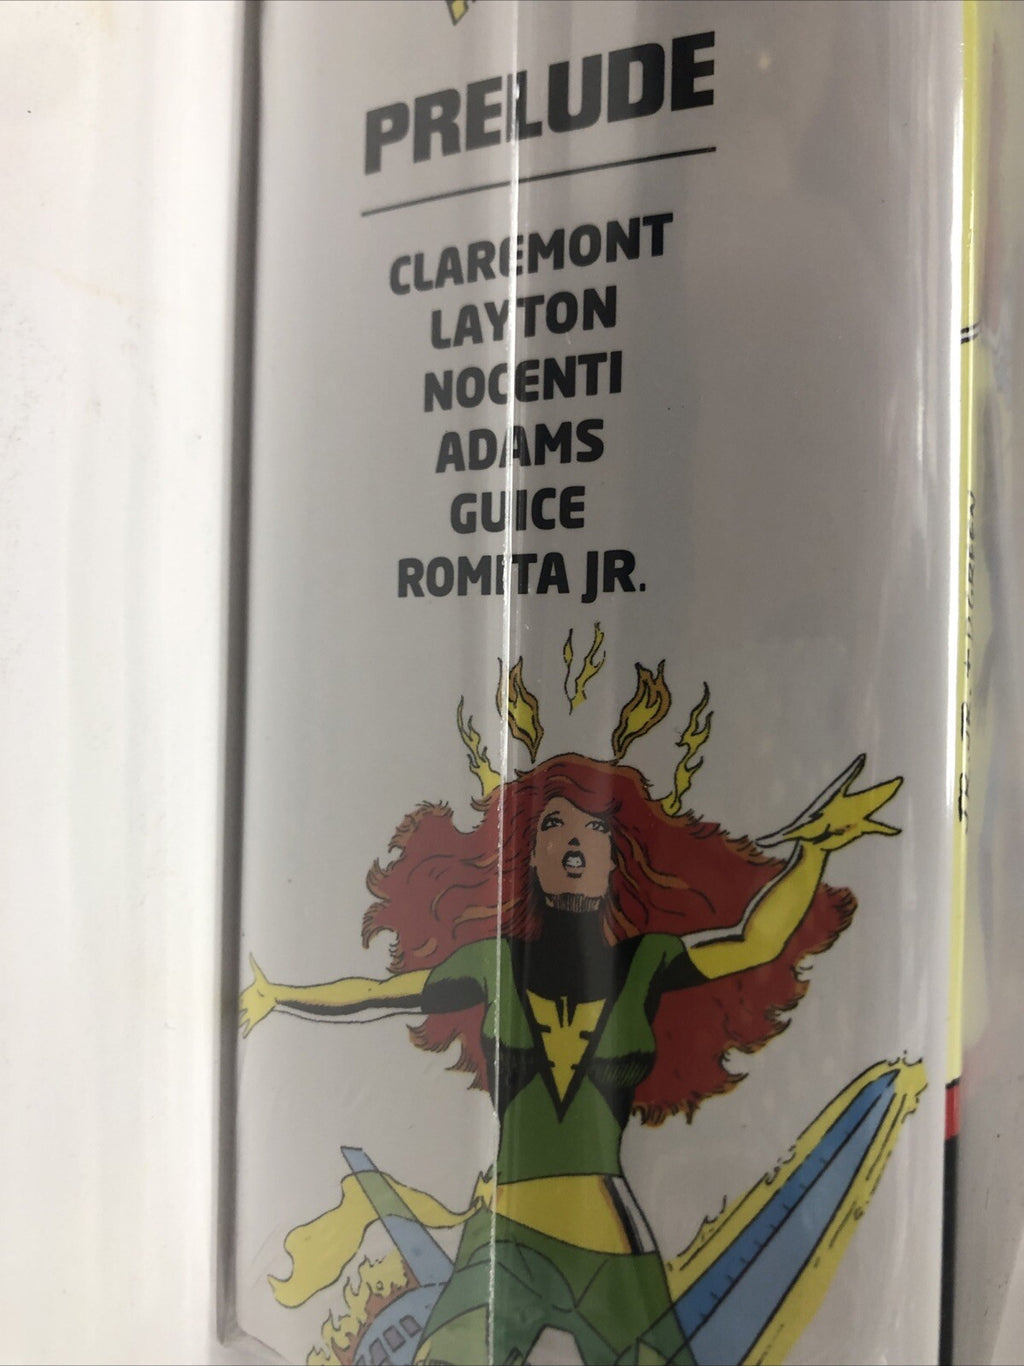 PRELUDE
CLAREMONT
LAYTON
NOCENTI
ADAMS
GUICE
ROMITA JR.